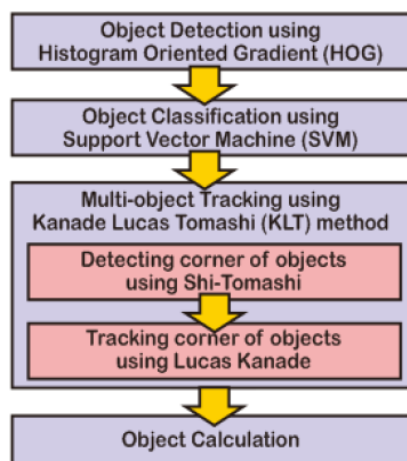 Object Detection using
Histogram Oriented Gradient (HOG)
Object Classification using
Support Vector Machine (SVM)
Multi-object Tracking using
Kanade Lucas Tomashi (KLT) method
Detecting corner of objects
using Shi-Tomashi
Tracking corner of objects
using Lucas Kanade
Object Calculation